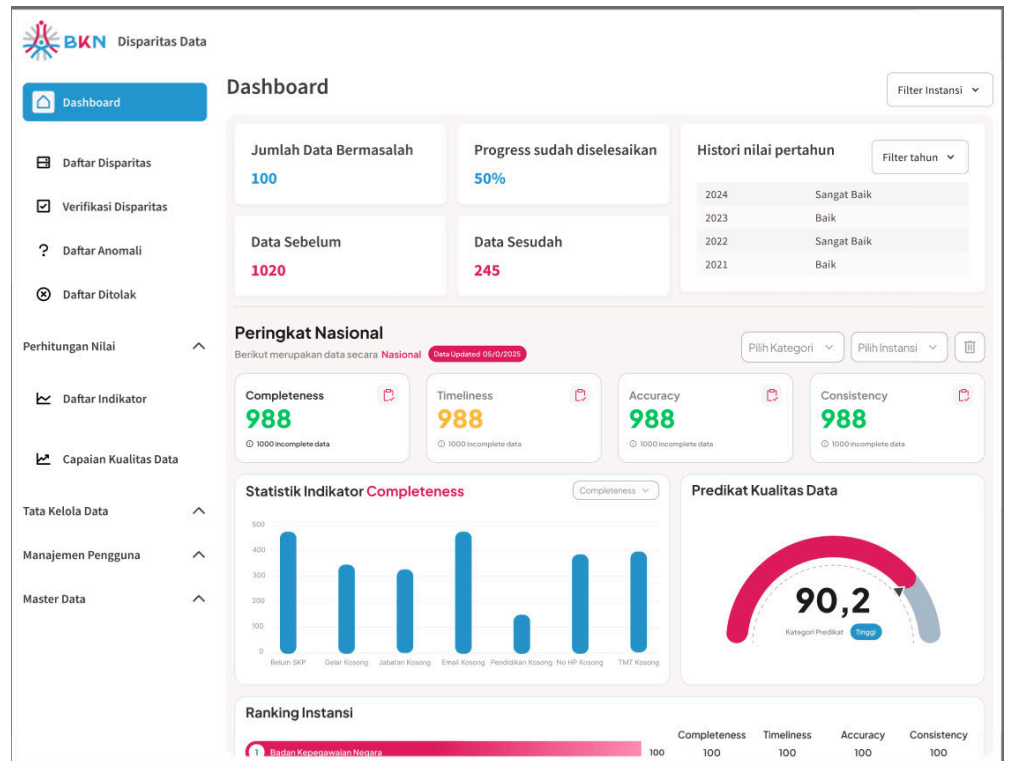 BKN Disparitas Data
Dashboard
Daftar Disparitas
Verifikasi Disparitas
Daftar Anomali
Daftar Ditolak
Perhitungan Nilai
Daftar Indikator
Capaian Kualitas Data
Tata Kelola Data
Manajemen Pengguna
Master Data
Dashboard
Filter Instansi
Jumlah Data Bermasalah
100
Progress sudah diselesaikan
50%
Data Sebelum
1020
Data Sesudah
245
Histori nilai pertahun
Filter tahun
2024 Sangat Baik
2023 Baik
2022 Sangat Baik
2021 Baik
Peringkat Nasional
Berikut merupakan data secara Nasional Data Updated 05/0/2025
Pilih Kategori
Pilih Instansi
Completeness
988
1000 incomplete data
Timeliness
988
1000 incomplete data
Accuracy
988
1000 incomplete data
Consistency
988
1000 incomplete data
Statistik Indikator Completeness
Completeness
500
400
300
200
100
0
Belum SKP Gelar Kosong Jabatan Kosong Email Kosong Pendidikan Kosong No HP Kosong TMT Kosong
Predikat Kualitas Data
90,2
Kategori Predikat Tinggi
Ranking Instansi
Completeness Timeliness Accuracy Consistency
1 Badan Kepegawaian Negara 100 100 100 100 100